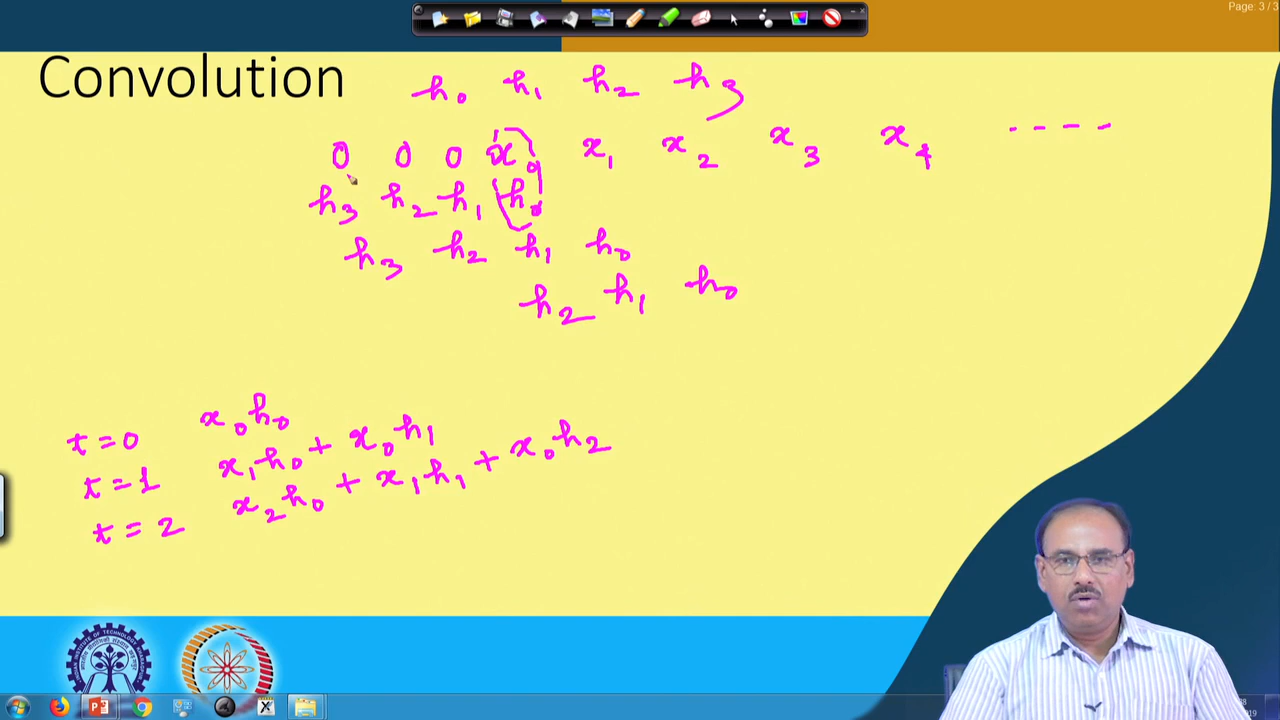 Page: 3 / 3
Convolution
h₀ h₁ h₂ h₃
0 0 0 x₀ x₁ x₂ x₃ x₄ ----
h₃ h₂ h₁ h₀
h₃ h₂ h₁ h₀
h₂ h₁ h₀
t=0 x₀h₀
t=1 x₁h₀ + x₀h₁
t=2 x₂h₀ + x₁h₁ + x₀h₂